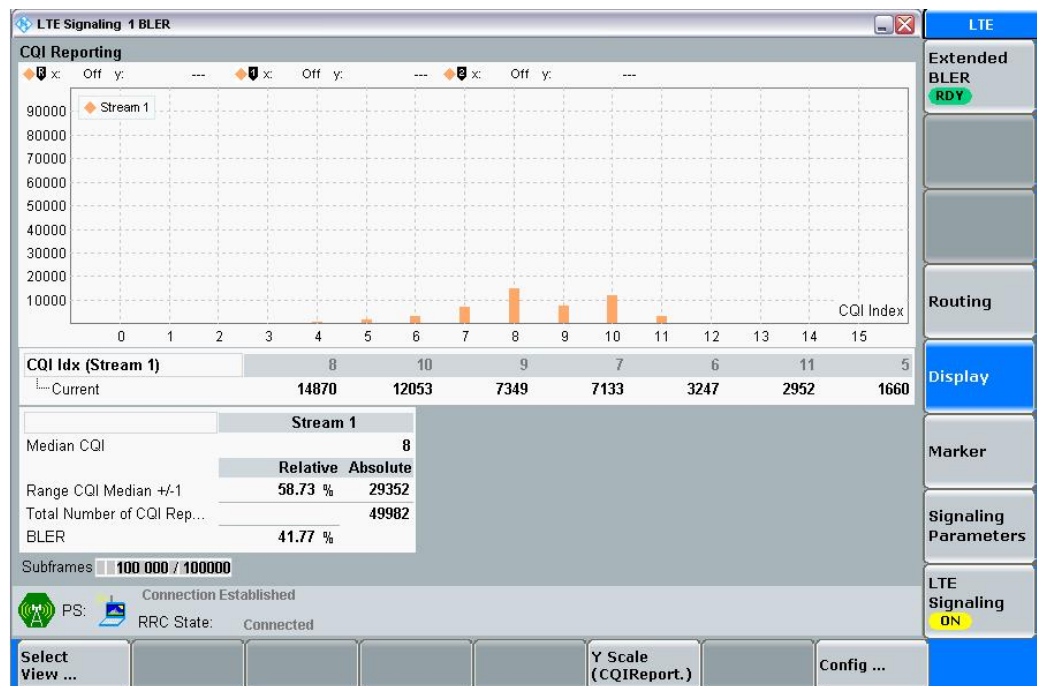 LTE Signaling 1 BLER
LTE
CQI Reporting
R x: Off y: --- 1 x: Off y: --- 2 x: Off y: ---
Stream 1
90000
80000
70000
60000
50000
40000
30000
20000
10000
CQI Index
0 1 2 3 4 5 6 7 8 9 10 11 12 13 14 15
CQI Idx (Stream 1) 8 10 9 7 6 11 5
Current 14870 12053 7349 7133 3247 2952 1660
Stream 1
Median CQI 8
Relative Absolute
Range CQI Median +/-1 58.73 % 29352
Total Number of CQI Rep... 49982
BLER 41.77 %
Subframes 100 000 / 100000
PS: Connection Established
RRC State: Connected
Extended
BLER
RDY
Routing
Display
Marker
Signaling
Parameters
LTE
Signaling
ON
Select
View ...
Y Scale
(CQIReport.)
Config ...